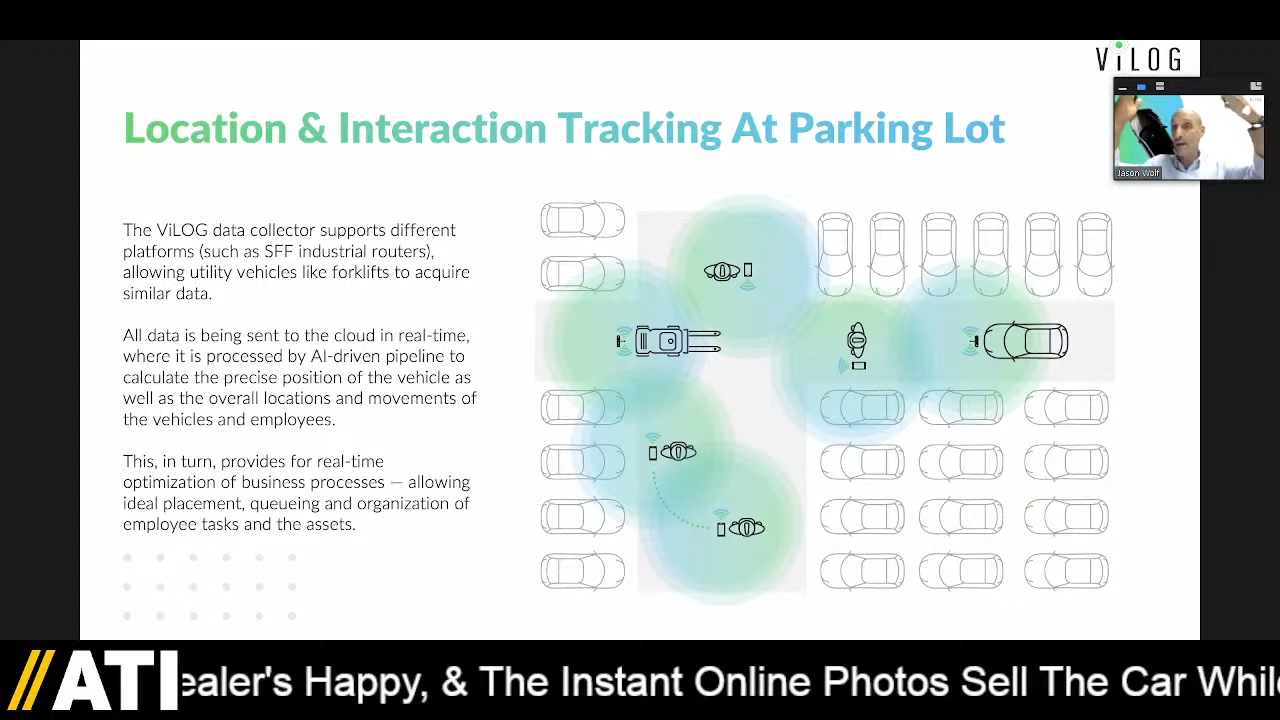 ViLOG
Location & Interaction Tracking At Parking Lot
Jason Wolf
The ViLOG data collector supports different
platforms (such as SFF industrial routers),
allowing utility vehicles like forklifts to acquire
similar data.
All data is being sent to the cloud in real-time,
where it is processed by AI-driven pipeline to
calculate the precise position of the vehicle as
well as the overall locations and movements of
the vehicles and employees.
This, in turn, provides for real-time
optimization of business processes — allowing
ideal placement, queueing and organization of
employee tasks and the assets.
//ATI
ealer's Happy, & The Instant Online Photos Sell The Car While